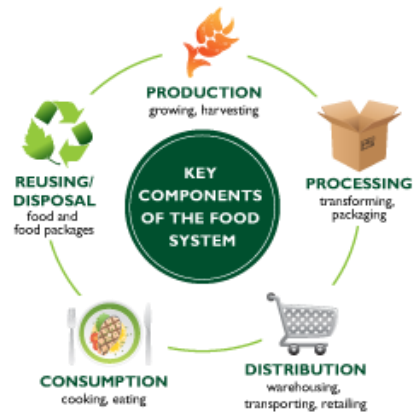 PRODUCTION
growing, harvesting
PROCESSING
transforming,
packaging
DISTRIBUTION
warehousing,
transporting, retailing
CONSUMPTION
cooking, eating
REUSING/
DISPOSAL
food and
food packages
KEY
COMPONENTS
OF THE FOOD
SYSTEM